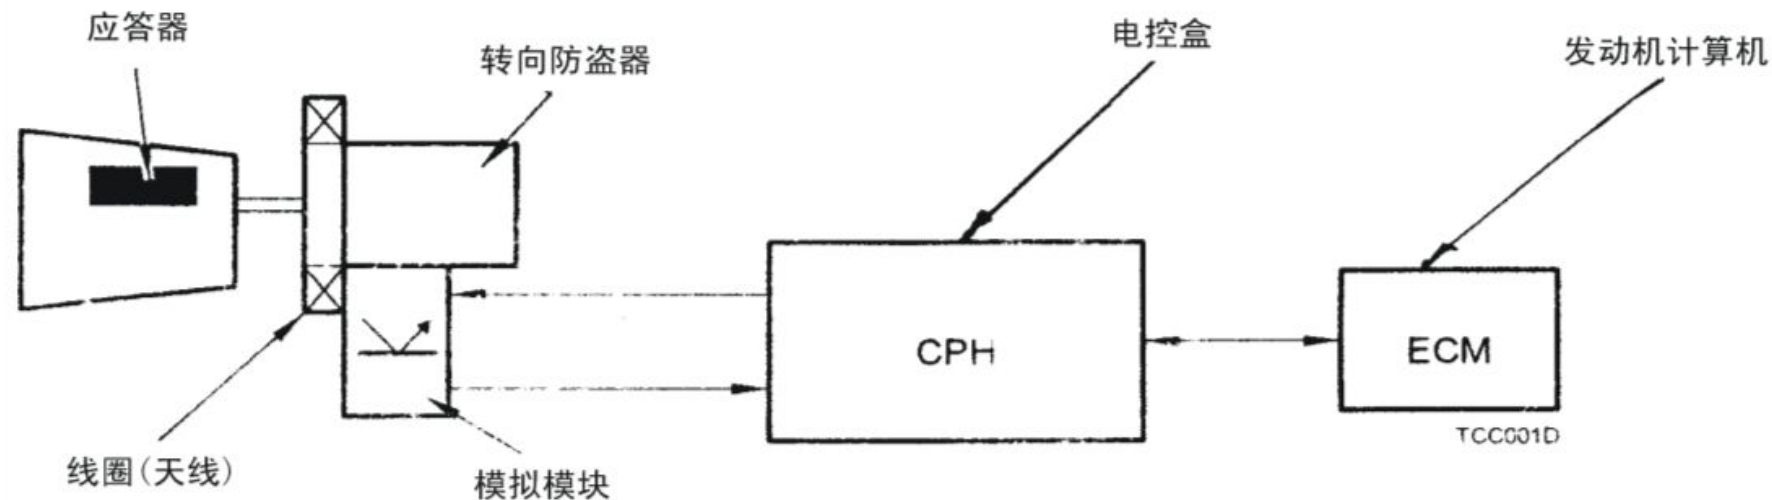 应答器
转向防盗器
电控盒
发动机计算机
CPH
ECM
TCC001D
线圈(天线)
模拟模块